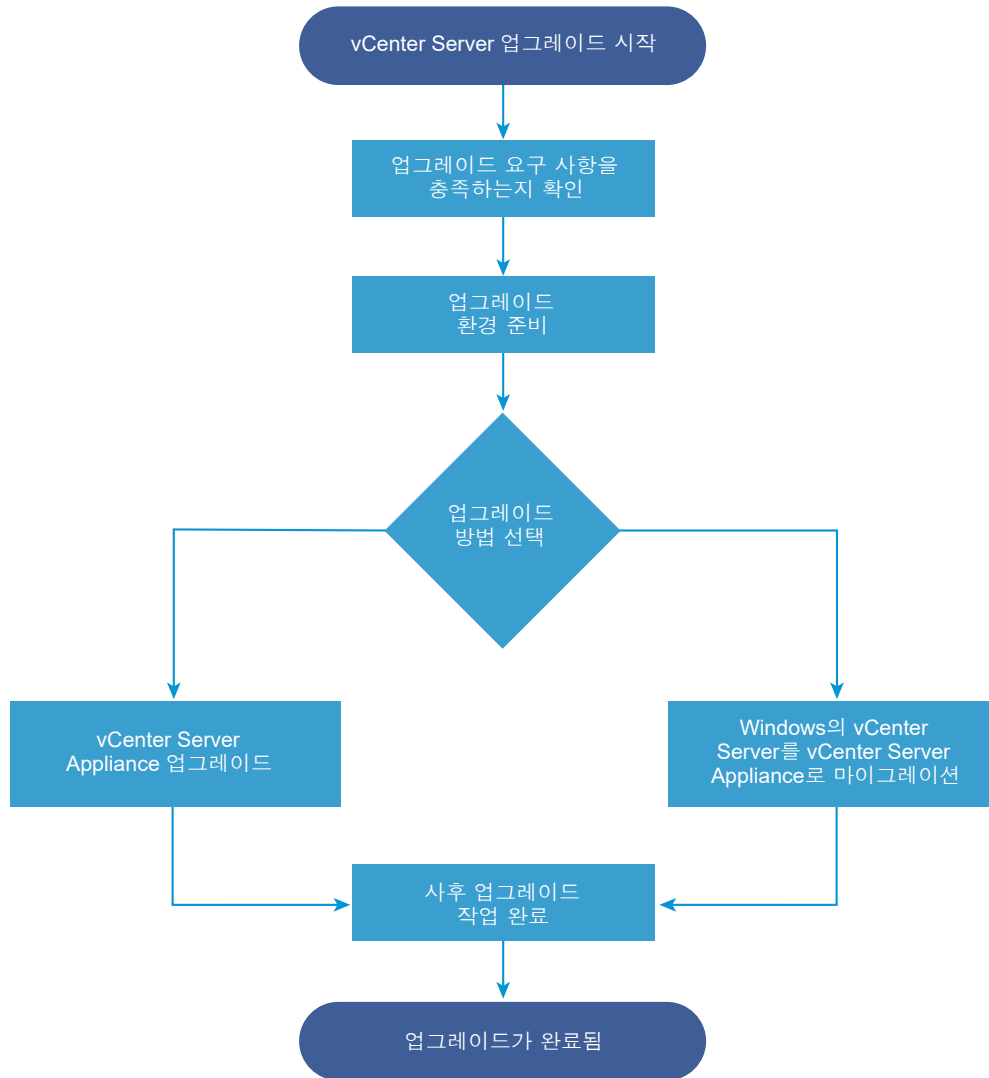 vCenter Server 업그레이드 시작
업그레이드 요구 사항을
충족하는지 확인
업그레이드
환경 준비
업그레이드
방법 선택
vCenter Server
Appliance 업그레이드
Windows의 vCenter
Server를 vCenter Server
Appliance로 마이그레이션
사후 업그레이드
작업 완료
업그레이드가 완료됨